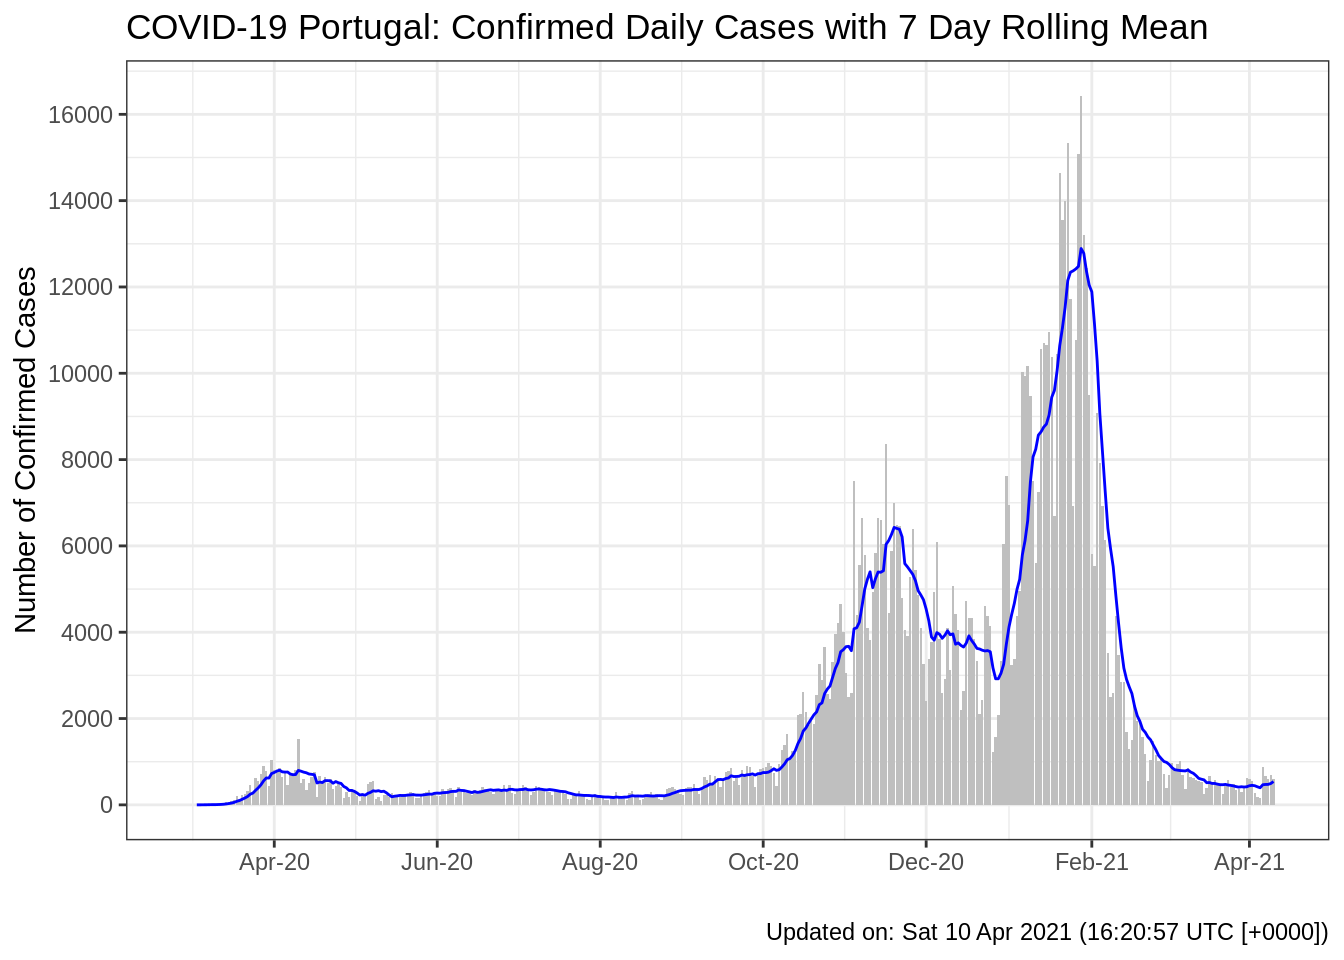 COVID-19 Portugal: Confirmed Daily Cases with 7 Day Rolling Mean
Number of Confirmed Cases
16000
14000
12000
10000
8000
6000
4000
2000
0
Apr-20 Jun-20 Aug-20 Oct-20 Dec-20 Feb-21 Apr-21
Updated on: Sat 10 Apr 2021 (16:20:57 UTC [+0000])